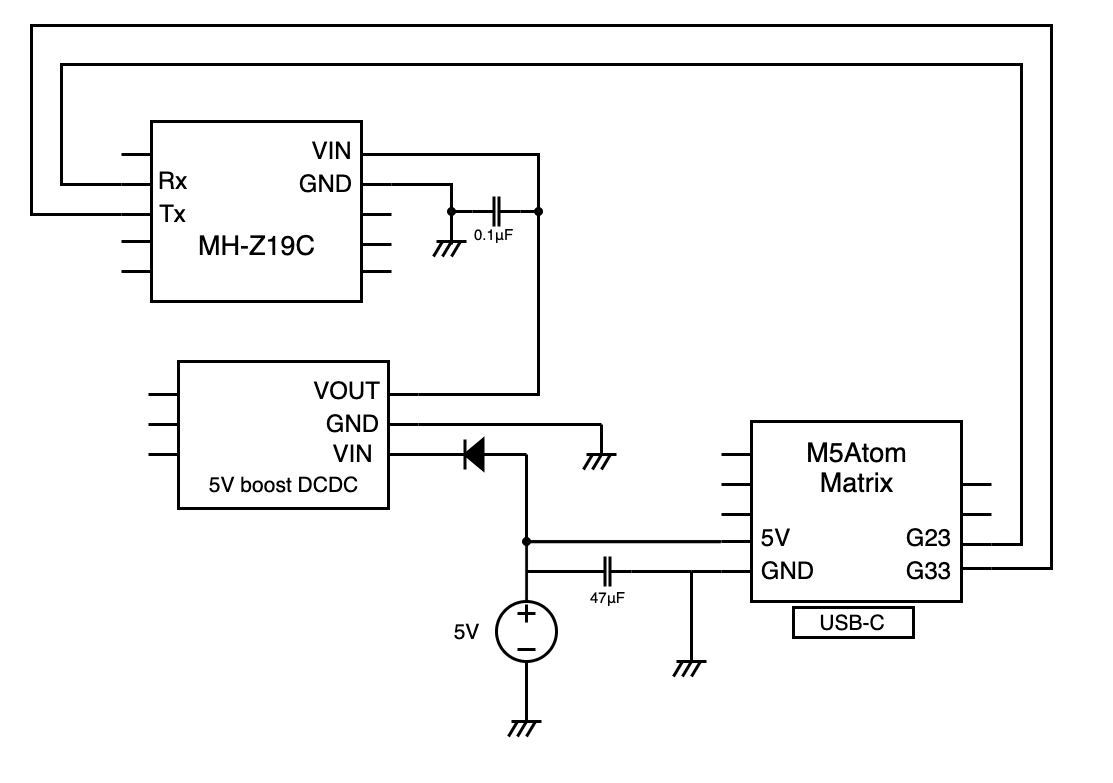 VIN
Rx
GND
Tx
0.1μF
MH-Z19C
VOUT
GND
VIN
5V boost DCDC
M5Atom
Matrix
5V
G23
GND
G33
47μF
USB-C
5V
+
−